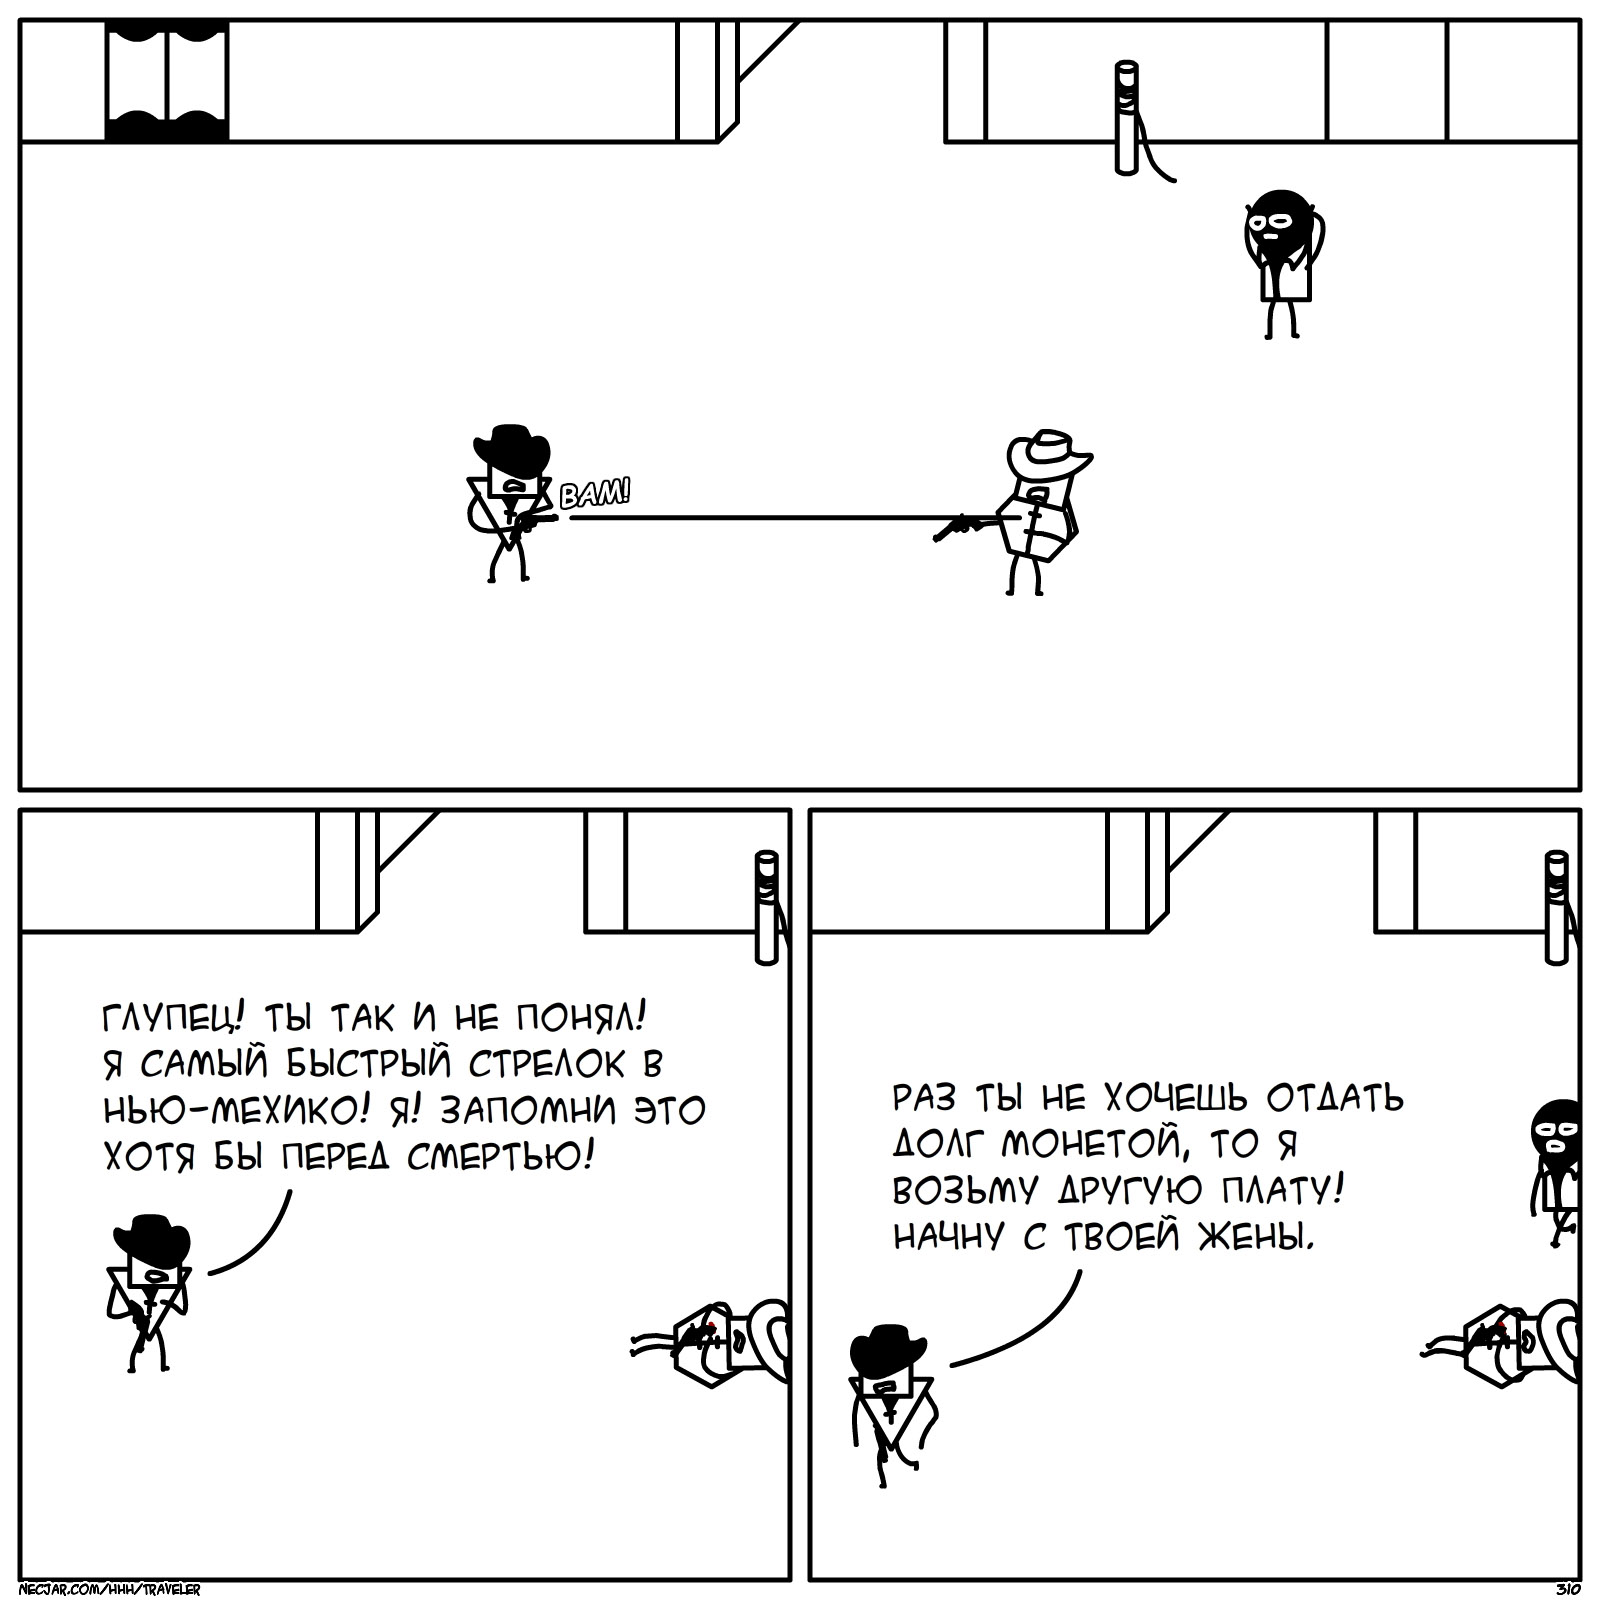 BAM!
ГЛУПЕЦ! ТЫ ТАК И НЕ ПОНЯЛ!
Я САМЫЙ БЫСТРЫЙ СТРЕЛОК В
НЬЮ-МЕХИКО! Я! ЗАПОМНИ ЭТО
ХОТЯ БЫ ПЕРЕД СМЕРТЬЮ!
РАЗ ТЫ НЕ ХОЧЕШЬ ОТДАТЬ
ДОЛГ МОНЕТОЙ, ТО Я
ВОЗЬМУ ДРУГУЮ ПЛАТУ!
НАЧНУ С ТВОЕЙ ЖЕНЫ.
NECJAR.COM/HHH/TRAVELER
310